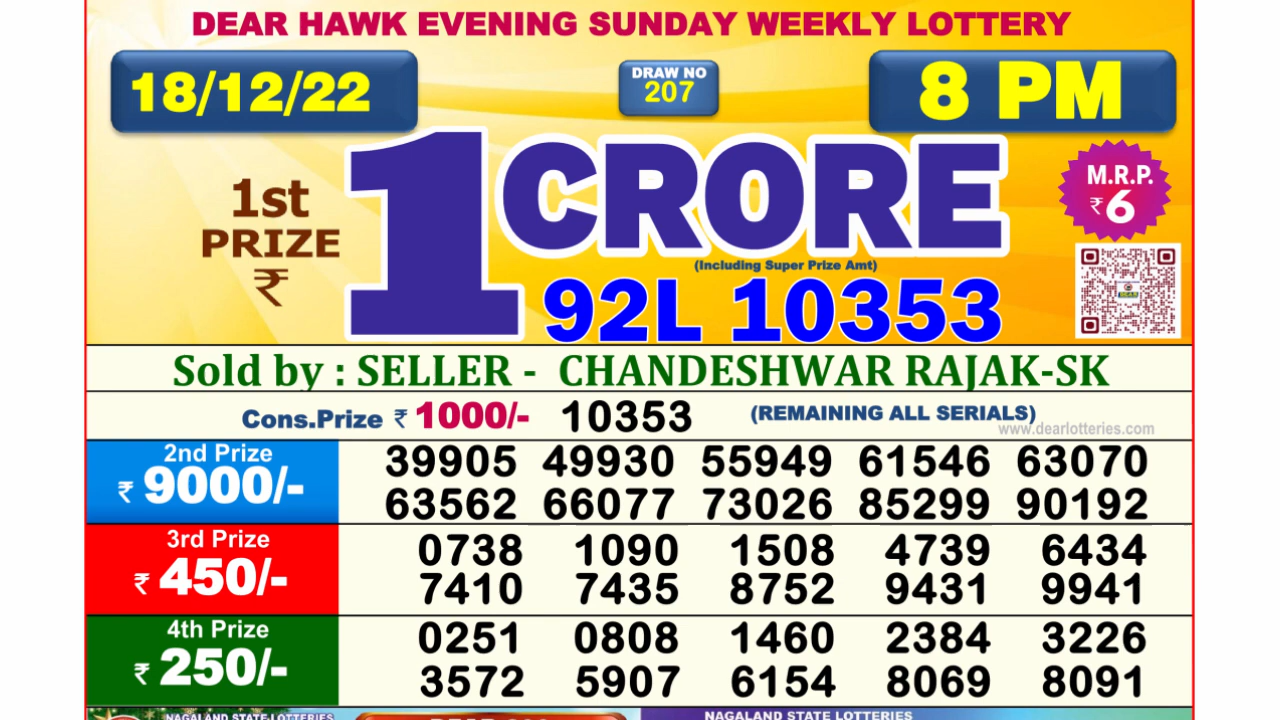 DEAR HAWK EVENING SUNDAY WEEKLY LOTTERY
18/12/22
DRAW NO
207
8 PM
1st
PRIZE
₹
1 CRORE
(Including Super Prize Amt)
92L 10353
M.R.P.
₹6
Sold by : SELLER - CHANDESHWAR RAJAK-SK
Cons.Prize ₹ 1000/- 10353 (REMAINING ALL SERIALS)
www.dearlotteries.com
2nd Prize
₹ 9000/-
39905 49930 55949 61546 63070
63562 66077 73026 85299 90192
3rd Prize
₹ 450/-
0738 1090 1508 4739 6434
7410 7435 8752 9431 9941
4th Prize
₹ 250/-
0251 0808 1460 2384 3226
3572 5907 6154 8069 8091
NAGALAND STATE LOTTERIES
NAGALAND STATE LOTTERIES